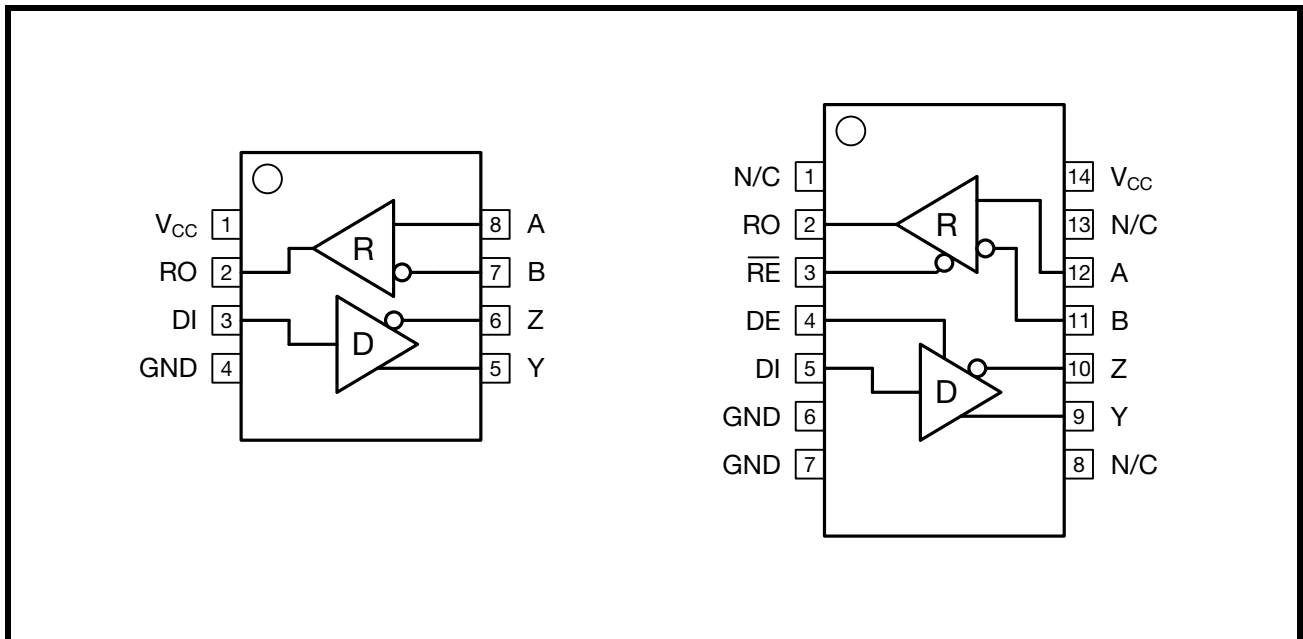 V_CC 1
RO 2
DI 3
GND 4
R
D
8 A
7 B
6 Z
5 Y
N/C 1
RO 2
R̅E̅ 3
DE 4
DI 5
GND 6
GND 7
R
D
14 V_CC
13 N/C
12 A
11 B
10 Z
9 Y
8 N/C